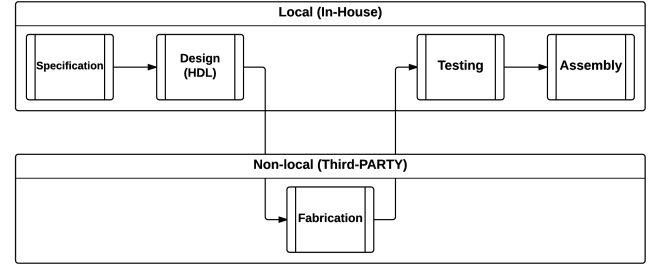 Local (In-House)
Specification
Design
(HDL)
Testing
Assembly
Non-local (Third-PARTY)
Fabrication